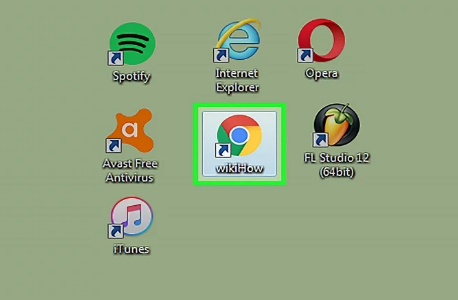 Spotify
Internet
Explorer
Opera
Avast Free
Antivirus
wikiHow
FL Studio 12
(64bit)
iTunes